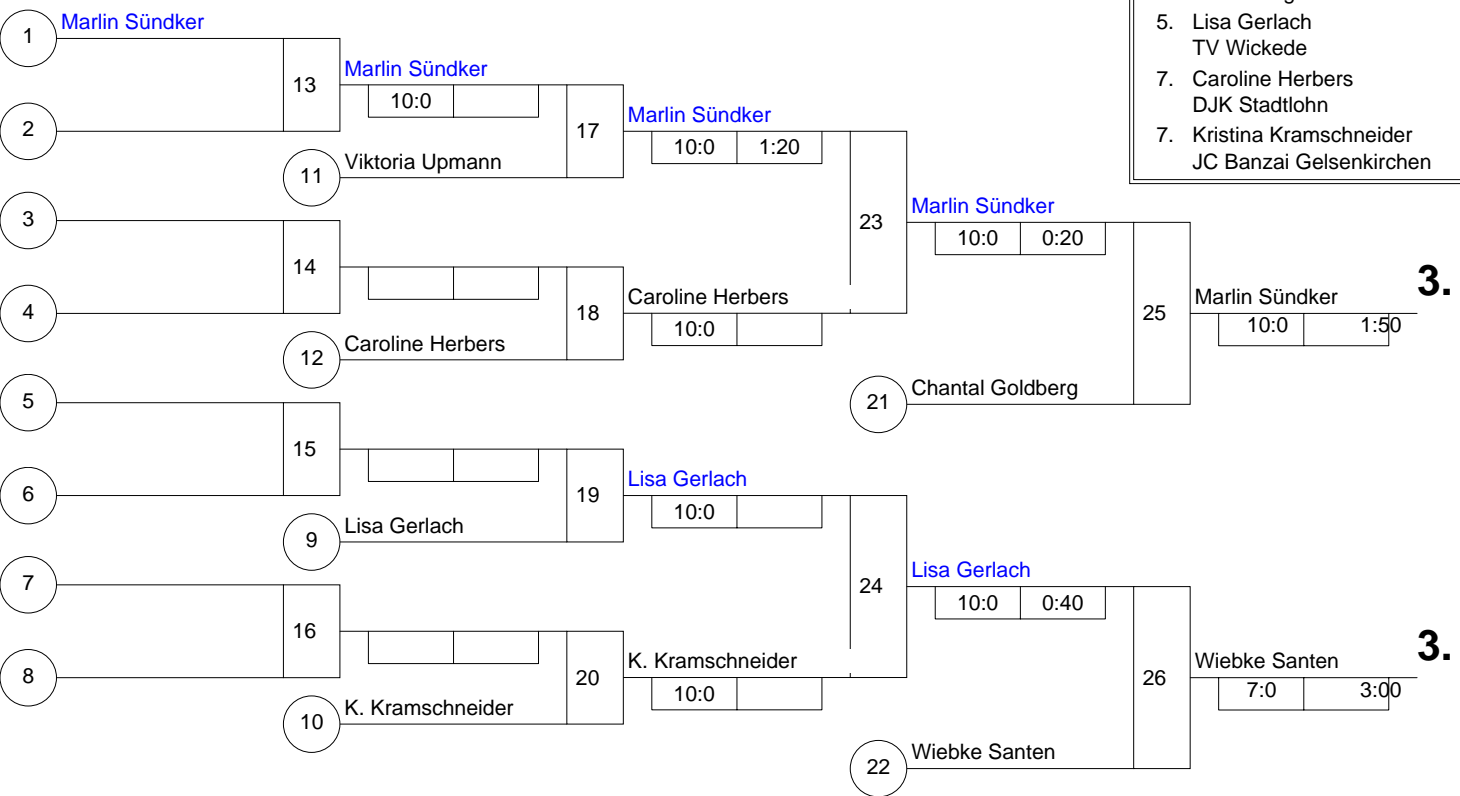 5. Lisa Gerlach
TV Wickede
7. Caroline Herbers
DJK Stadtlohn
7. Kristina Kramschneider
JC Banzai Gelsenkirchen
1 Marlin Sündker
2
13
Marlin Sündker
10:0
11 Viktoria Upmann
17
Marlin Sündker
10:0 1:20
3
4
14
12 Caroline Herbers
18
Caroline Herbers
10:0
23
Marlin Sündker
10:0 0:20
21 Chantal Goldberg
25
Marlin Sündker
10:0 1:50
3.
5
6
15
9 Lisa Gerlach
19
Lisa Gerlach
10:0
7
8
16
10 K. Kramschneider
20
K. Kramschneider
10:0
24
Lisa Gerlach
10:0 0:40
22 Wiebke Santen
26
Wiebke Santen
7:0 3:00
3.